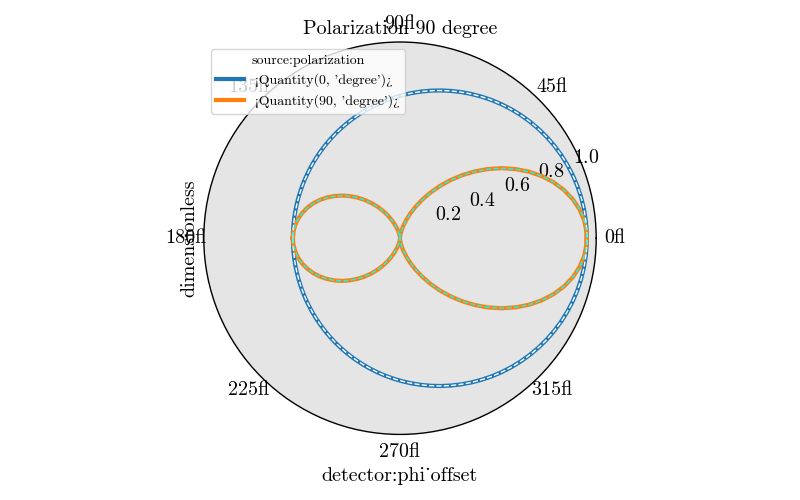 90fl
Polarization 90 degree
source:polarization
¿Quantity(0, 'degree')¿
¿Quantity(90, 'degree')¿
135fl
45fl
1.0
0.8
0.6
0.4
0.2
dimensionless
180fl
0fl
225fl
315fl
270fl
detector:phi˙offset